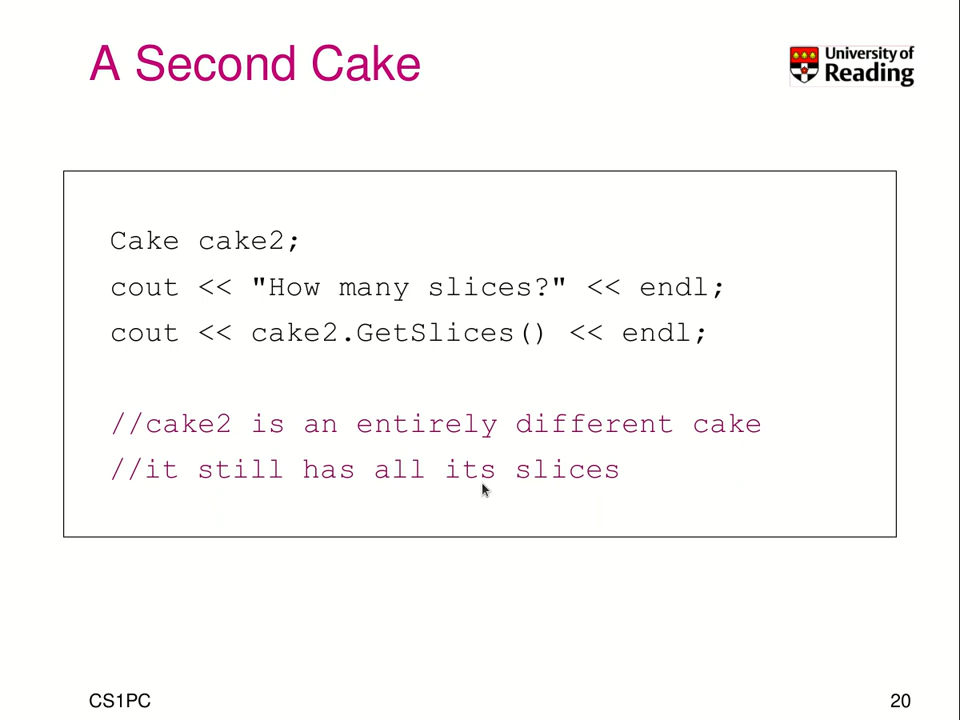 A Second Cake
University of
Reading
Cake cake2;
cout << "How many slices?" << endl;
cout << cake2.GetSlices() << endl;
//cake2 is an entirely different cake
//it still has all its slices
CS1PC
20